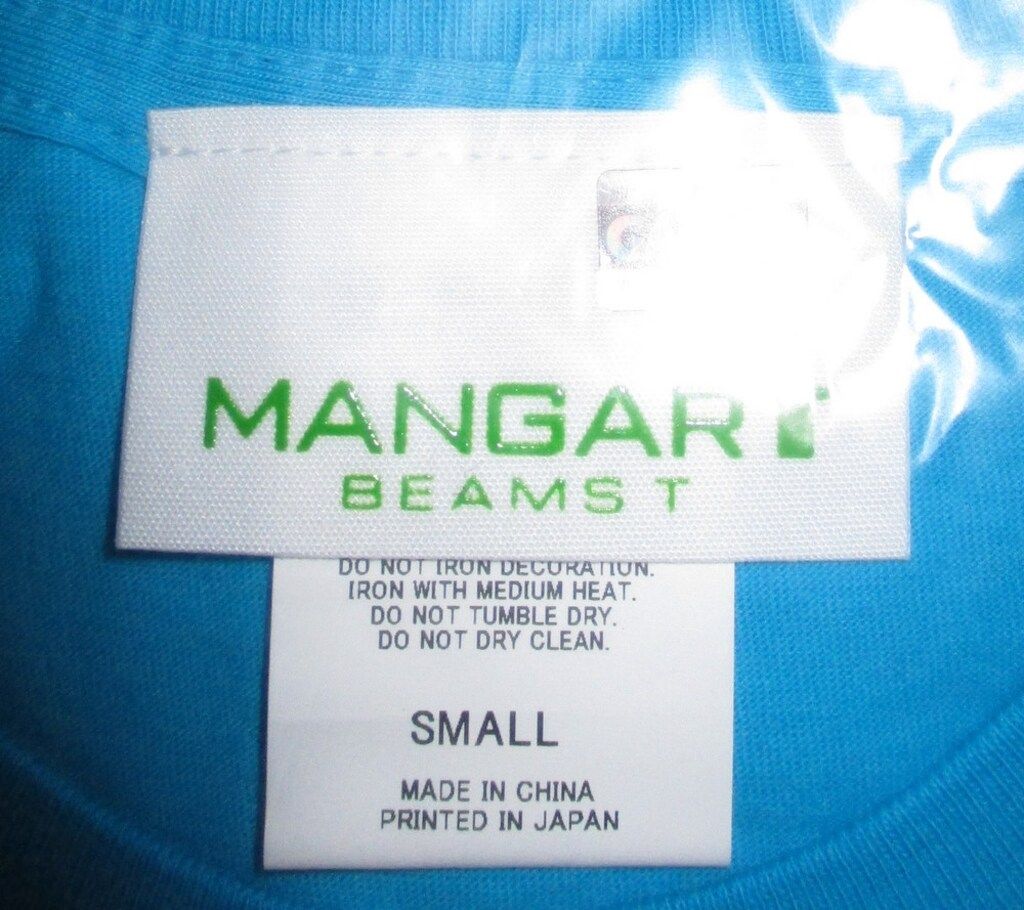 MANGART
BEAMS T
DO NOT IRON DECORATION.
IRON WITH MEDIUM HEAT.
DO NOT TUMBLE DRY.
DO NOT DRY CLEAN.
SMALL
MADE IN CHINA
PRINTED IN JAPAN